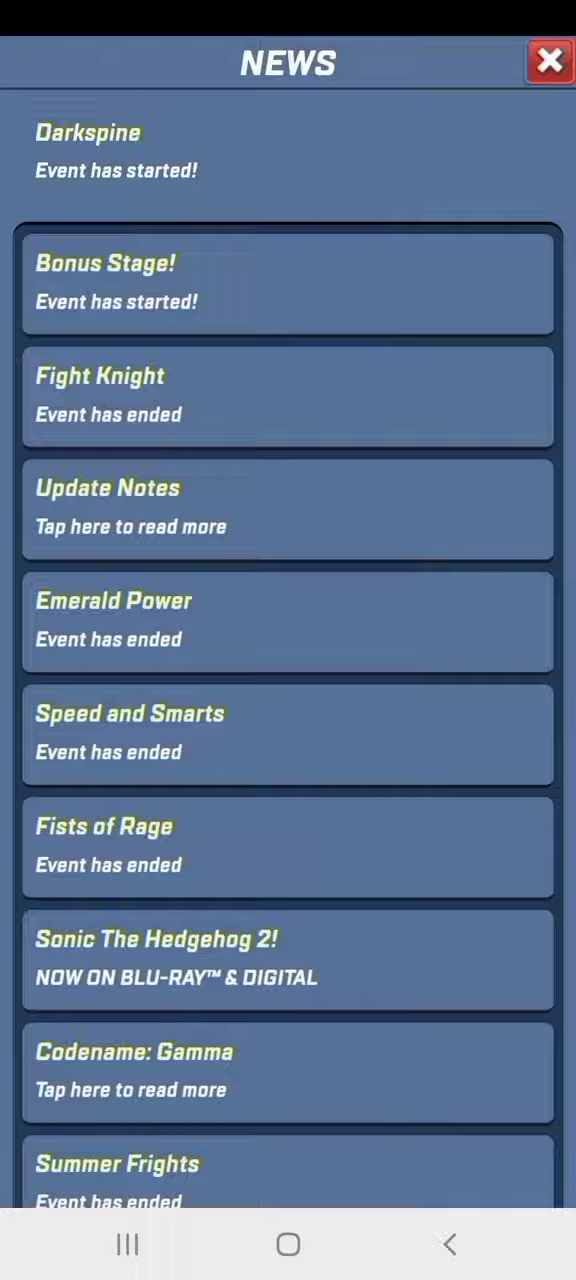 NEWS
Darkspine
Event has started!
Bonus Stage!
Event has started!
Fight Knight
Event has ended
Update Notes
Tap here to read more
Emerald Power
Event has ended
Speed and Smarts
Event has ended
Fists of Rage
Event has ended
Sonic The Hedgehog 2!
NOW ON BLU-RAY™ & DIGITAL
Codename: Gamma
Tap here to read more
Summer Frights
Event has ended